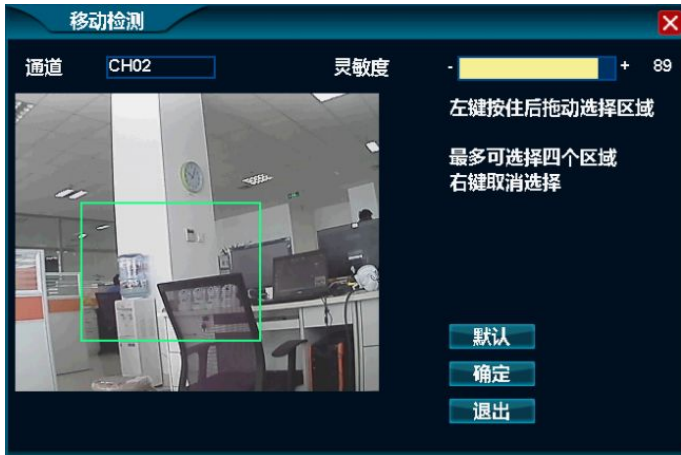 移动检测
通道 CH02 灵敏度 - + 89
左键按住后拖动选择区域
最多可选择四个区域
右键取消选择
默认
确定
退出